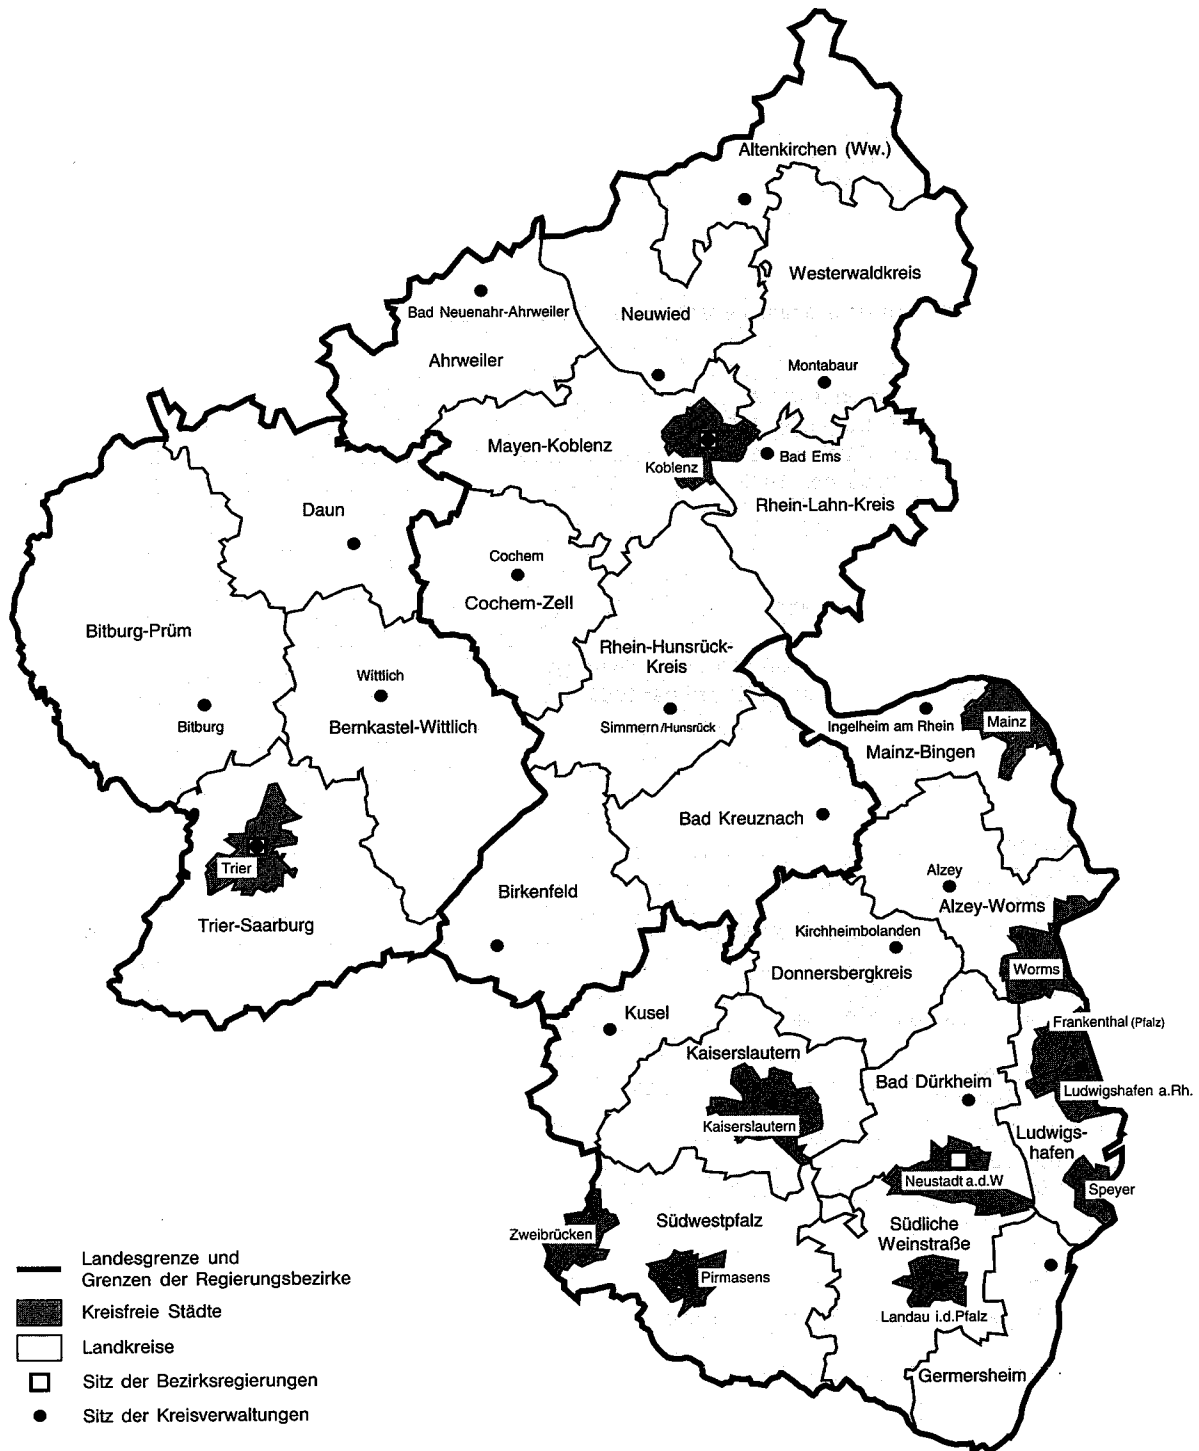 Altenkirchen (Ww.)
Westerwaldkreis
Bad Neuenahr-Ahrweiler
Neuwied
Ahrweiler
Montabaur
Mayen-Koblenz
Koblenz
Bad Ems
Rhein-Lahn-Kreis
Daun
Cochem
Cochem-Zell
Bitburg-Prüm
Rhein-Hunsrück-
Kreis
Wittlich
Bitburg
Bernkastel-Wittlich
Simmern/Hunsrück
Ingelheim am Rhein
Mainz
Mainz-Bingen
Bad Kreuznach
Trier
Trier-Saarburg
Birkenfeld
Alzey
Alzey-Worms
Kirchheimbolanden
Donnersbergkreis
Worms
Kusel
Frankenthal (Pfalz)
Kaiserslautern
Bad Dürkheim
Ludwigshafen a.Rh.
Kaiserslautern
Ludwigs-
hafen
Neustadt a.d.W
Speyer
Zweibrücken
Südwestpfalz
Südliche
Weinstraße
Pirmasens
Landau i.d.Pfalz
Germersheim
Landesgrenze und
Grenzen der Regierungsbezirke
Kreisfreie Städte
Landkreise
Sitz der Bezirksregierungen
Sitz der Kreisverwaltungen